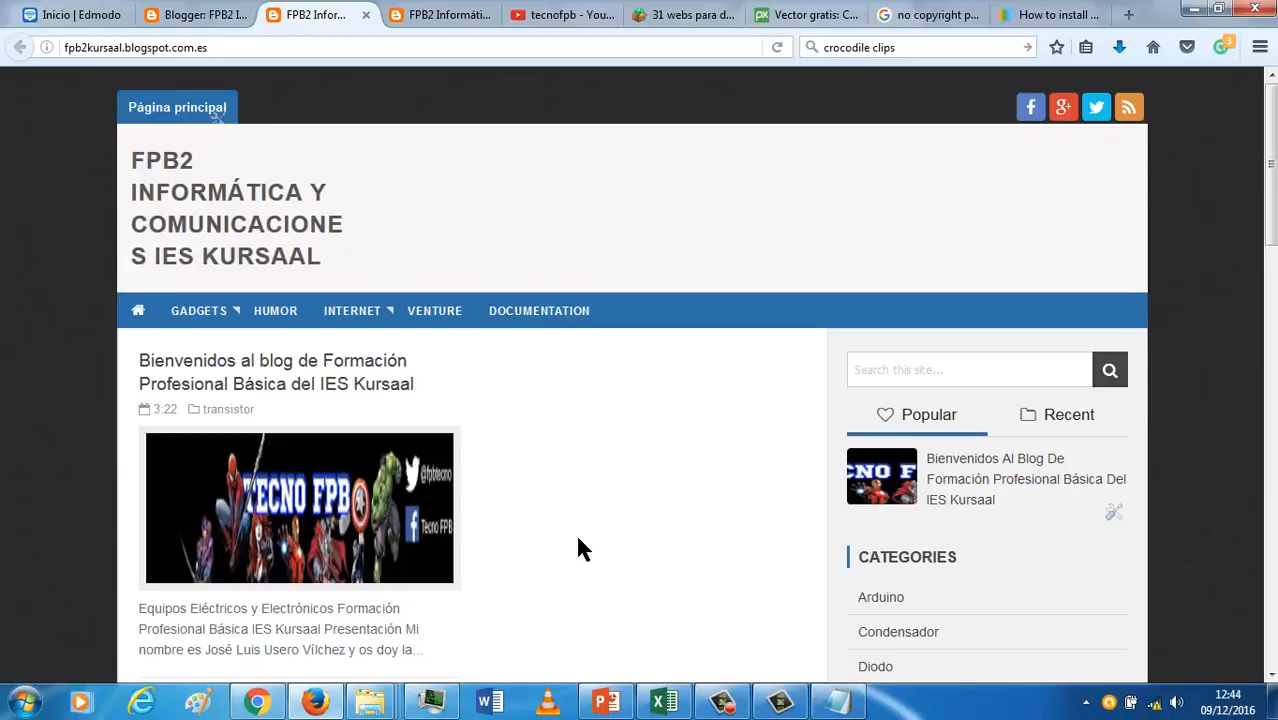 Inicio | Edmodo
Blogger: FPB2 I...
FPB2 Infor...
FPB2 Informáti...
tecnofpb - You...
31 webs para d...
Vector gratis: C...
no copyright p...
How to install ...
fpb2kursaal.blogspot.com.es
crocodile clips
3
Página principal
FPB2
INFORMÁTICA Y
COMUNICACIONE
S IES KURSAAL
GADGETS
HUMOR
INTERNET
VENTURE
DOCUMENTATION
Bienvenidos al blog de Formación
Profesional Básica del IES Kursaal
3:22 transistor
TECNO FPB
@fpbtecno
Tecno FPB
Equipos Eléctricos y Electrónicos Formación
Profesional Básica IES Kursaal Presentación Mi
nombre es José Luis Usero Vílchez y os doy la...
Search this site...
Popular
Recent
TECNO F
Bienvenidos Al Blog De
Formación Profesional Básica Del
IES Kursaal
CATEGORIES
Arduino
Condensador
Diodo
12:44
09/12/2016